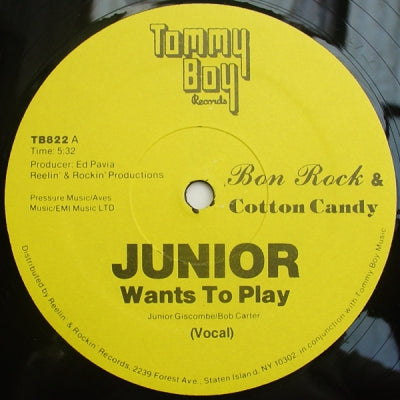 Tommy
Boy
Records
TB822 A
Time: 5:32
Producer: Ed Pavia
Reelin' & Rockin' Productions
Pressure Music/Aves
Music/EMI Music LTD
Bon Rock &
Cotton Candy
JUNIOR
Wants To Play
Junior Giscombe/Bob Carter
(Vocal)
Distributed by Reelin' & Rockin' Records, 2239 Forest Ave., Staten Island, NY 10302, in conjunction with Tommy Boy Music